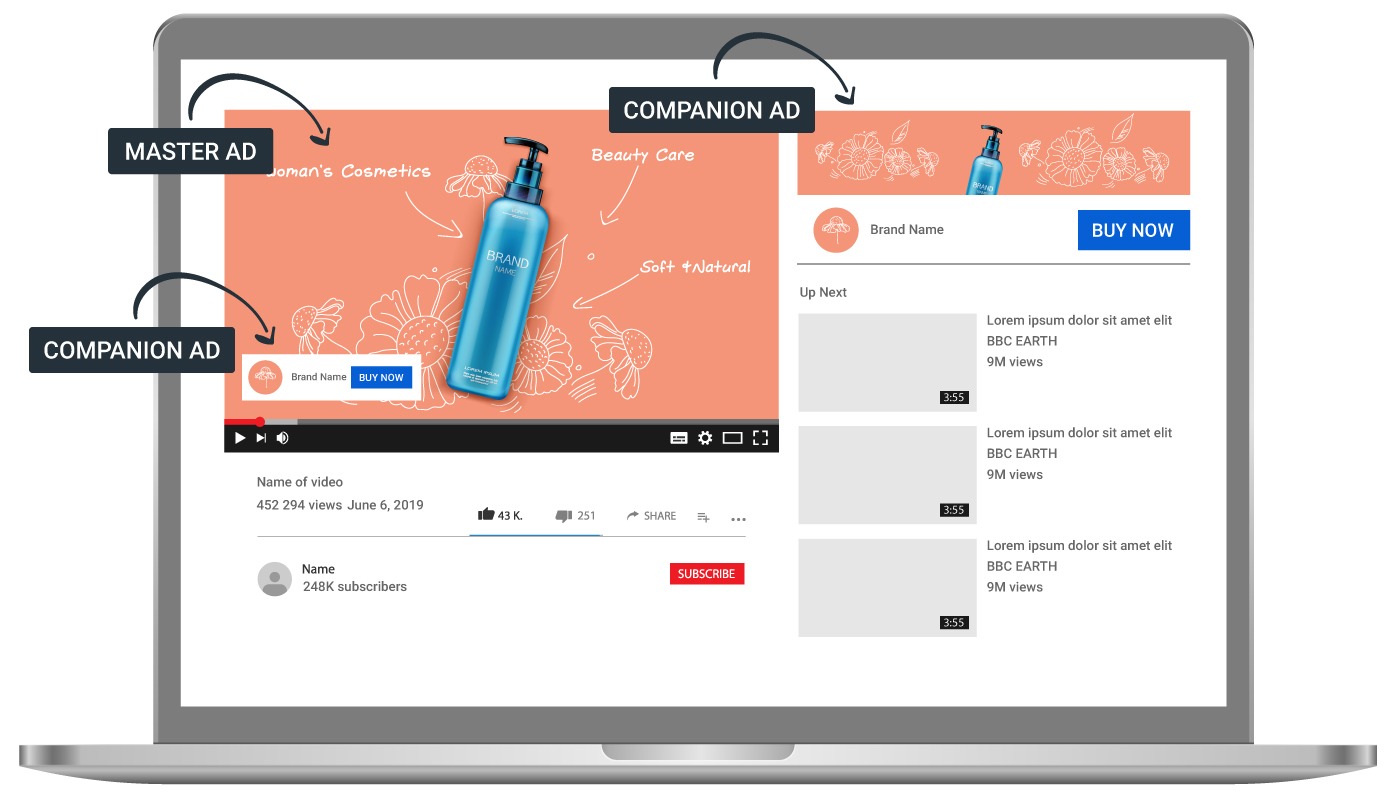 COMPANION AD
MASTER AD
Woman's Cosmetics
Beauty Care
BRAND
NAME
Soft &Natural
COMPANION AD
Brand Name
BUY NOW
LOREM IPSUM
BRAND
Brand Name
BUY NOW
Up Next
Lorem ipsum dolor sit amet elit
BBC EARTH
9M views
3:55
Lorem ipsum dolor sit amet elit
BBC EARTH
9M views
3:55
Lorem ipsum dolor sit amet elit
BBC EARTH
9M views
3:55
Name of video
452 294 views June 6, 2019
43 K.
251
SHARE
Name
248K subscribers
SUBSCRIBE